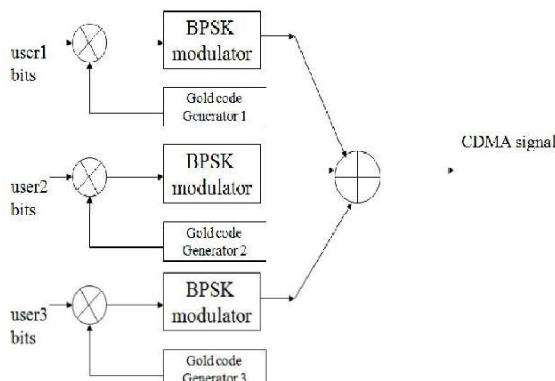 BPSK
modulator
user1
bits
Gold code
Generator 1
CDMA signal
BPSK
modulator
user2
bits
Gold code
Generator 2
BPSK
modulator
user3
bits
Gold code
Generator 3